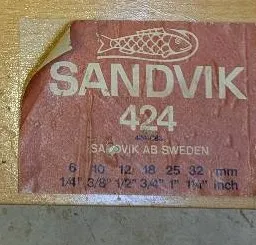 SANDVIK
424
SANDVIK AB SWEDEN
6 10 12 18 25 32 mm
1/4" 3/8" 1/2" 3/4" 1" 1¼" inch